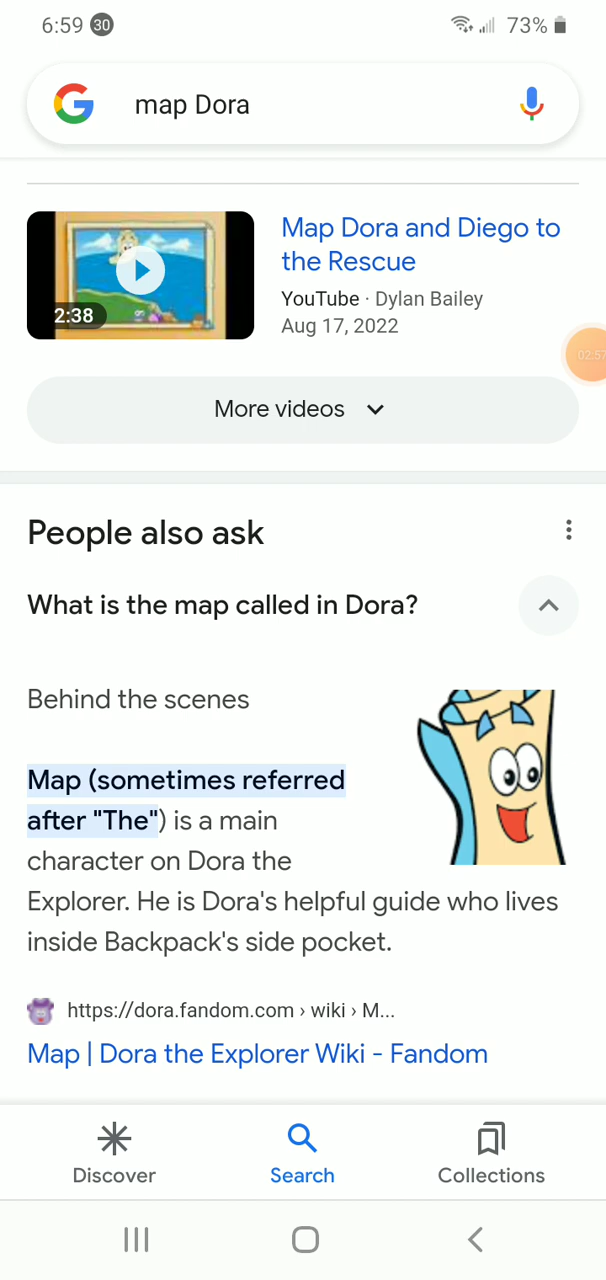 6:59 30 73%
map Dora
2:38
Map Dora and Diego to
the Rescue
YouTube · Dylan Bailey
Aug 17, 2022
02:57
More videos
People also ask
What is the map called in Dora?
Behind the scenes
Map (sometimes referred
after "The") is a main
character on Dora the
Explorer. He is Dora's helpful guide who lives
inside Backpack's side pocket.
https://dora.fandom.com › wiki › M...
Map | Dora the Explorer Wiki - Fandom
Discover Search Collections